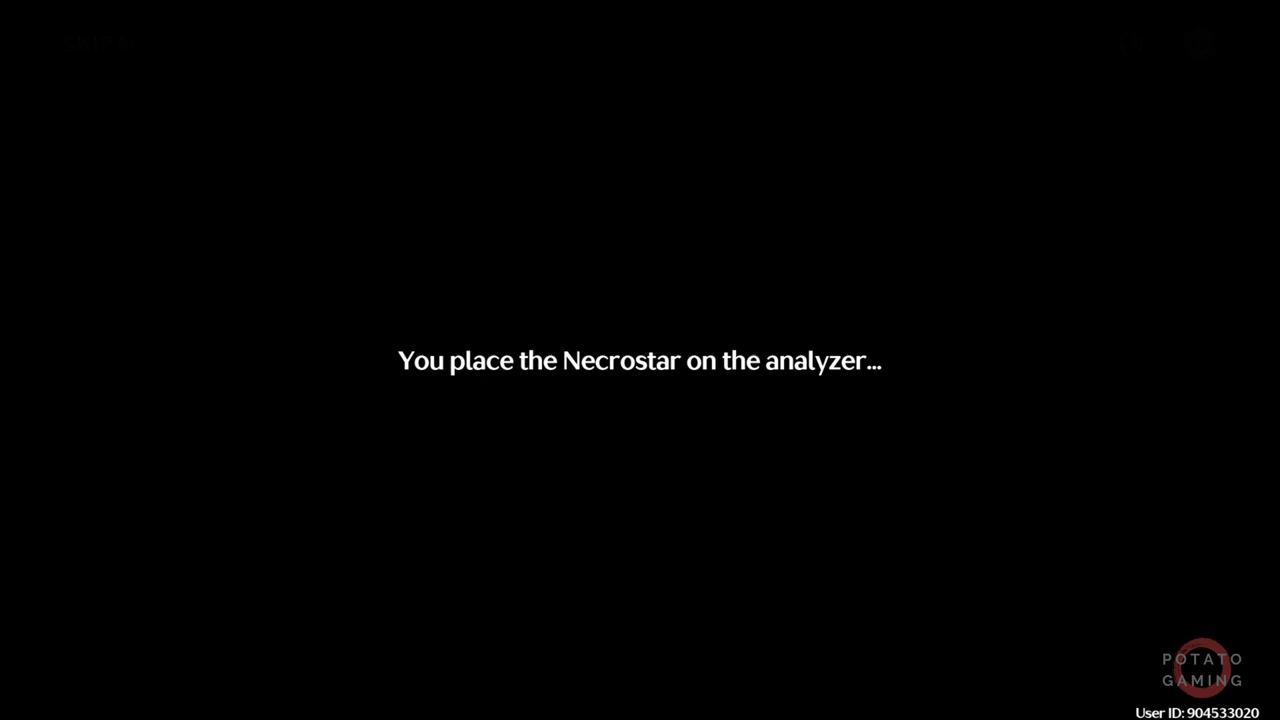 You place the Necrostar on the analyzer...
POTATO
GAMING
User ID: 904533020